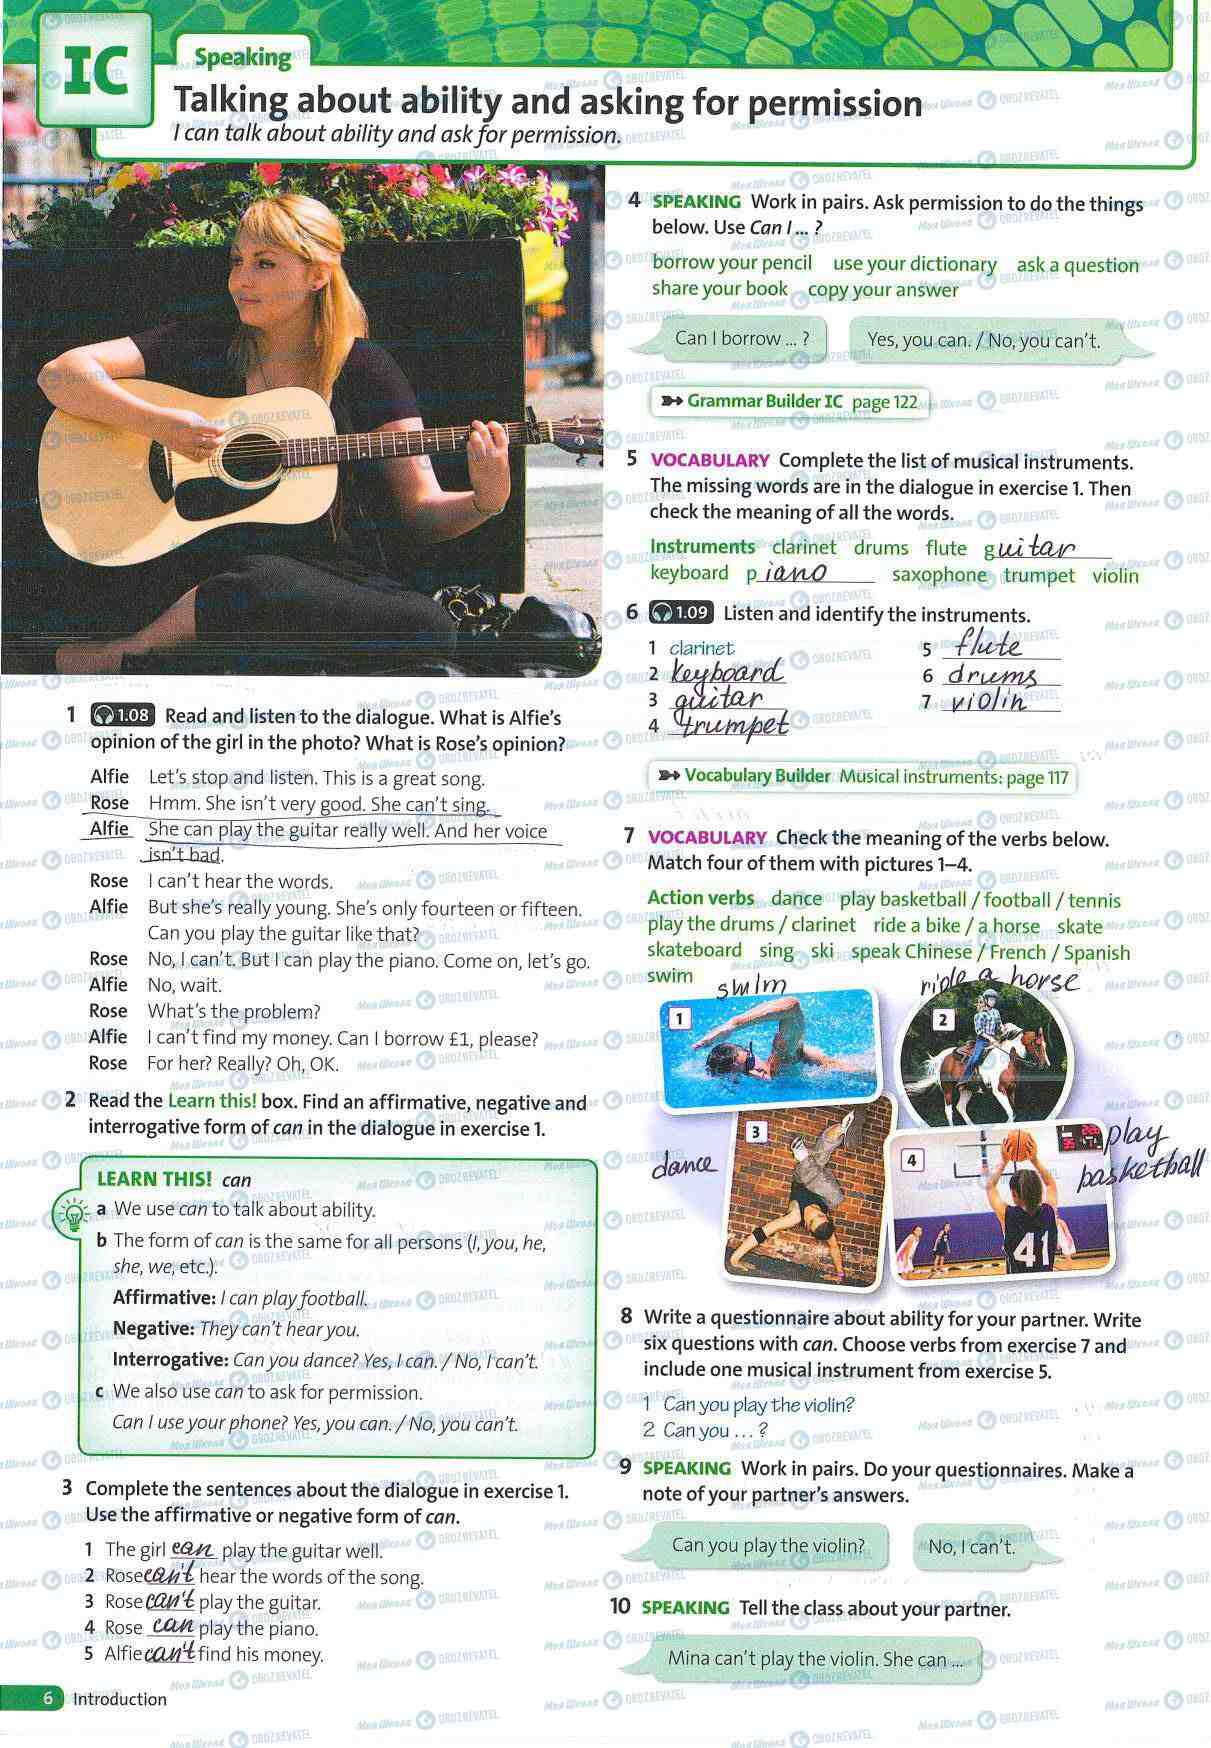 IC
Speaking
Talking about ability and asking for permission
I can talk about ability and ask for permission.
1 1.08 Read and listen to the dialogue. What is Alfie's
opinion of the girl in the photo? What is Rose's opinion?
Alfie Let's stop and listen. This is a great song.
Rose Hmm. She isn't very good. She can't sing.
Alfie She can play the guitar really well. And her voice
isn't bad.
Rose I can't hear the words.
Alfie But she's really young. She's only fourteen or fifteen.
Can you play the guitar like that?
Rose No, I can't. But I can play the piano. Come on, let's go.
Alfie No, wait.
Rose What's the problem?
Alfie I can't find my money. Can I borrow £1, please?
Rose For her? Really? Oh, OK.
2 Read the Learn this! box. Find an affirmative, negative and
interrogative form of can in the dialogue in exercise 1.
LEARN THIS! can
a We use can to talk about ability.
b The form of can is the same for all persons (I, you, he,
she, we, etc.).
Affirmative: I can play football.
Negative: They can't hear you.
Interrogative: Can you dance? Yes, I can. / No, I can't.
c We also use can to ask for permission.
Can I use your phone? Yes, you can. / No, you can't.
3 Complete the sentences about the dialogue in exercise 1.
Use the affirmative or negative form of can.
1 The girl can play the guitar well.
2 Rose can't hear the words of the song.
3 Rose can't play the guitar.
4 Rose can play the piano.
5 Alfie can't find his money.
6 Introduction
4 SPEAKING Work in pairs. Ask permission to do the things
below. Use Can I ... ?
borrow your pencil use your dictionary ask a question
share your book copy your answer
Can I borrow ... ? Yes, you can. / No, you can't.
Grammar Builder IC page 122
5 VOCABULARY Complete the list of musical instruments.
The missing words are in the dialogue in exercise 1. Then
check the meaning of all the words.
Instruments clarinet drums flute guitar
keyboard piano saxophone trumpet violin
6 1.09 Listen and identify the instruments.
1 clarinet 5 flute
2 keyboard 6 drums
3 guitar 7 violin
4 trumpet
Vocabulary Builder Musical instruments: page 117
7 VOCABULARY Check the meaning of the verbs below.
Match four of them with pictures 1–4.
Action verbs dance play basketball / football / tennis
play the drums / clarinet ride a bike / a horse skate
skateboard sing ski speak Chinese / French / Spanish
swim
swim ride a horse
1 2
3 4 play
dance basketball
41
8 Write a questionnaire about ability for your partner. Write
six questions with can. Choose verbs from exercise 7 and
include one musical instrument from exercise 5.
1 Can you play the violin?
2 Can you ... ?
9 SPEAKING Work in pairs. Do your questionnaires. Make a
note of your partner's answers.
Can you play the violin? No, I can't.
10 SPEAKING Tell the class about your partner.
Mina can't play the violin. She can ...
Моя Школа OBOZREVATEL